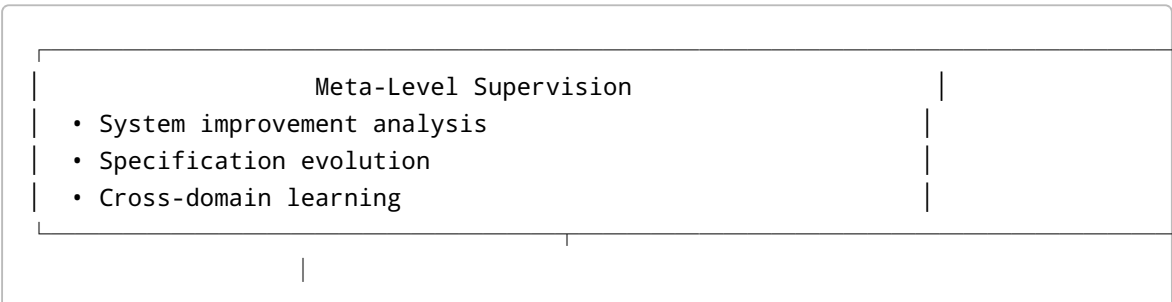 Meta-Level Supervision
• System improvement analysis
• Specification evolution
• Cross-domain learning